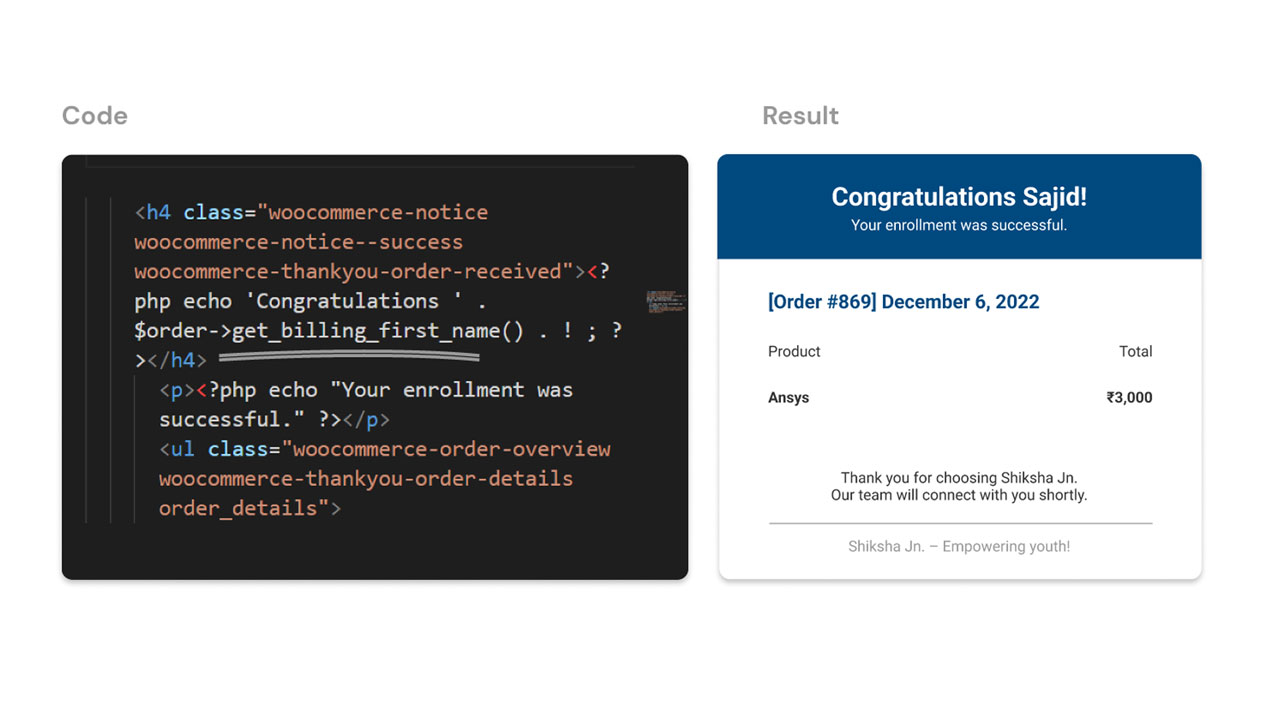 Code
Result
<h4 class="woocommerce-notice
woocommerce-notice--success
woocommerce-thankyou-order-received"><?
php echo 'Congratulations ' .
$order->get_billing_first_name() . ! ; ?
></h4>
<p><?php echo "Your enrollment was
successful." ?></p>
<ul class="woocommerce-order-overview
woocommerce-thankyou-order-details
order_details">
Congratulations Sajid!
Your enrollment was successful.
[Order #869] December 6, 2022
Product Total
Ansys ₹3,000
Thank you for choosing Shiksha Jn.
Our team will connect with you shortly.
Shiksha Jn. – Empowering youth!